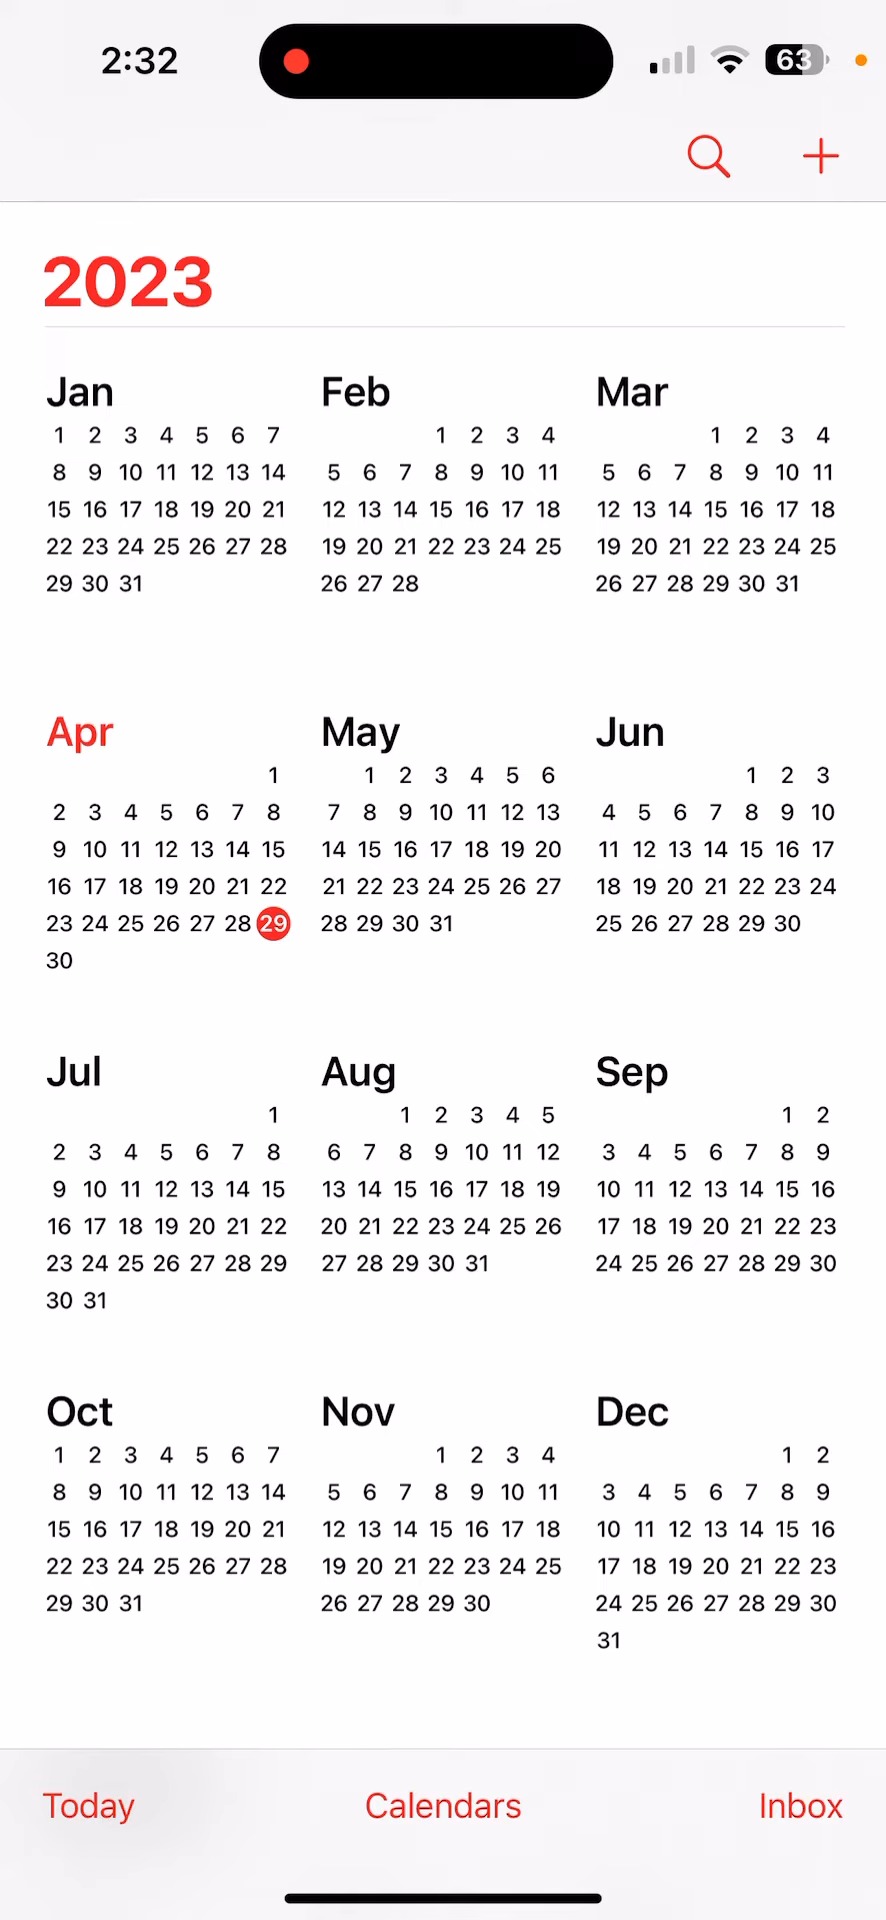 2:32 63
2023
Jan Feb Mar
1 2 3 4 5 6 7 1 2 3 4 1 2 3 4
8 9 10 11 12 13 14 5 6 7 8 9 10 11 5 6 7 8 9 10 11
15 16 17 18 19 20 21 12 13 14 15 16 17 18 12 13 14 15 16 17 18
22 23 24 25 26 27 28 19 20 21 22 23 24 25 19 20 21 22 23 24 25
29 30 31 26 27 28 26 27 28 29 30 31
Apr May Jun
1 1 2 3 4 5 6 1 2 3
2 3 4 5 6 7 8 7 8 9 10 11 12 13 4 5 6 7 8 9 10
9 10 11 12 13 14 15 14 15 16 17 18 19 20 11 12 13 14 15 16 17
16 17 18 19 20 21 22 21 22 23 24 25 26 27 18 19 20 21 22 23 24
23 24 25 26 27 28 29 28 29 30 31 25 26 27 28 29 30
30
Jul Aug Sep
1 1 2 3 4 5 1 2
2 3 4 5 6 7 8 6 7 8 9 10 11 12 3 4 5 6 7 8 9
9 10 11 12 13 14 15 13 14 15 16 17 18 19 10 11 12 13 14 15 16
16 17 18 19 20 21 22 20 21 22 23 24 25 26 17 18 19 20 21 22 23
23 24 25 26 27 28 29 27 28 29 30 31 24 25 26 27 28 29 30
30 31
Oct Nov Dec
1 2 3 4 5 6 7 1 2 3 4 1 2
8 9 10 11 12 13 14 5 6 7 8 9 10 11 3 4 5 6 7 8 9
15 16 17 18 19 20 21 12 13 14 15 16 17 18 10 11 12 13 14 15 16
22 23 24 25 26 27 28 19 20 21 22 23 24 25 17 18 19 20 21 22 23
29 30 31 26 27 28 29 30 24 25 26 27 28 29 30
31
Today Calendars Inbox